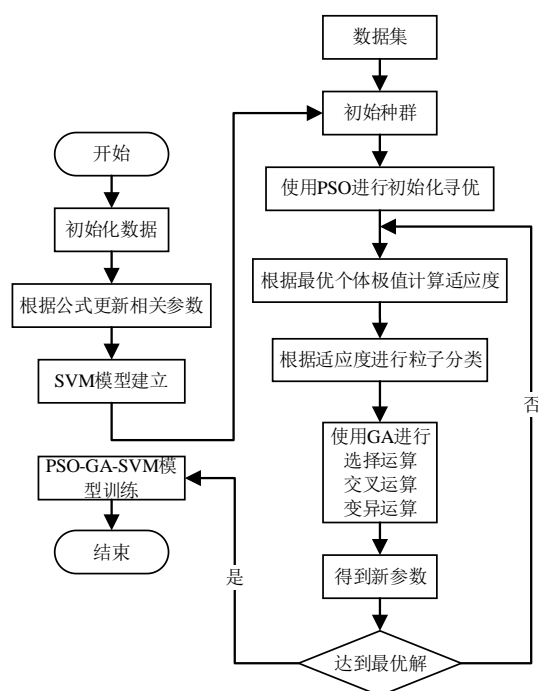 开始
初始化数据
根据公式更新相关参数
SVM模型建立
数据集
初始种群
使用PSO进行初始化寻优
根据最优个体极值计算适应度
根据适应度进行粒子分类
使用GA进行
选择运算
交叉运算
变异运算
得到新参数
达到最优解
否
是
PSO-GA-SVM模
型训练
结束